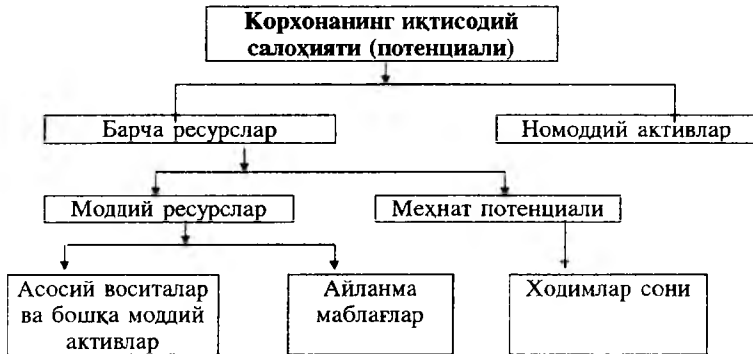 Корхонанинг иқтисодий
салоҳияти (потенциали)
Барча ресурслар
Номоддий активлар
Моддий ресурслар
Меҳнат потенциали
Асосий воситалар
ва бошқа моддий
активлар
Айланма
маблағлар
Ходимлар сони